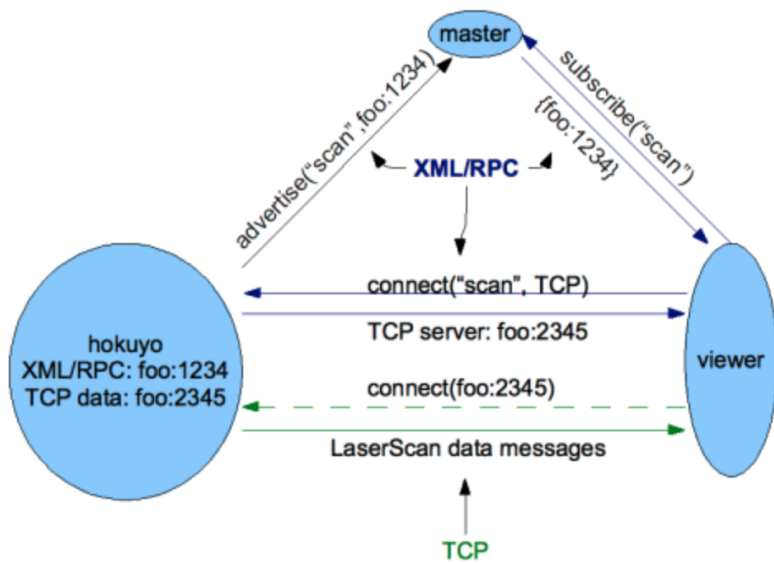 master
advertise(“scan”,foo:1234)
subscribe(“scan”)
{foo:1234}
XML/RPC
connect(“scan”, TCP)
TCP server: foo:2345
hokuyo
XML/RPC: foo:1234
TCP data: foo:2345
viewer
connect(foo:2345)
LaserScan data messages
TCP